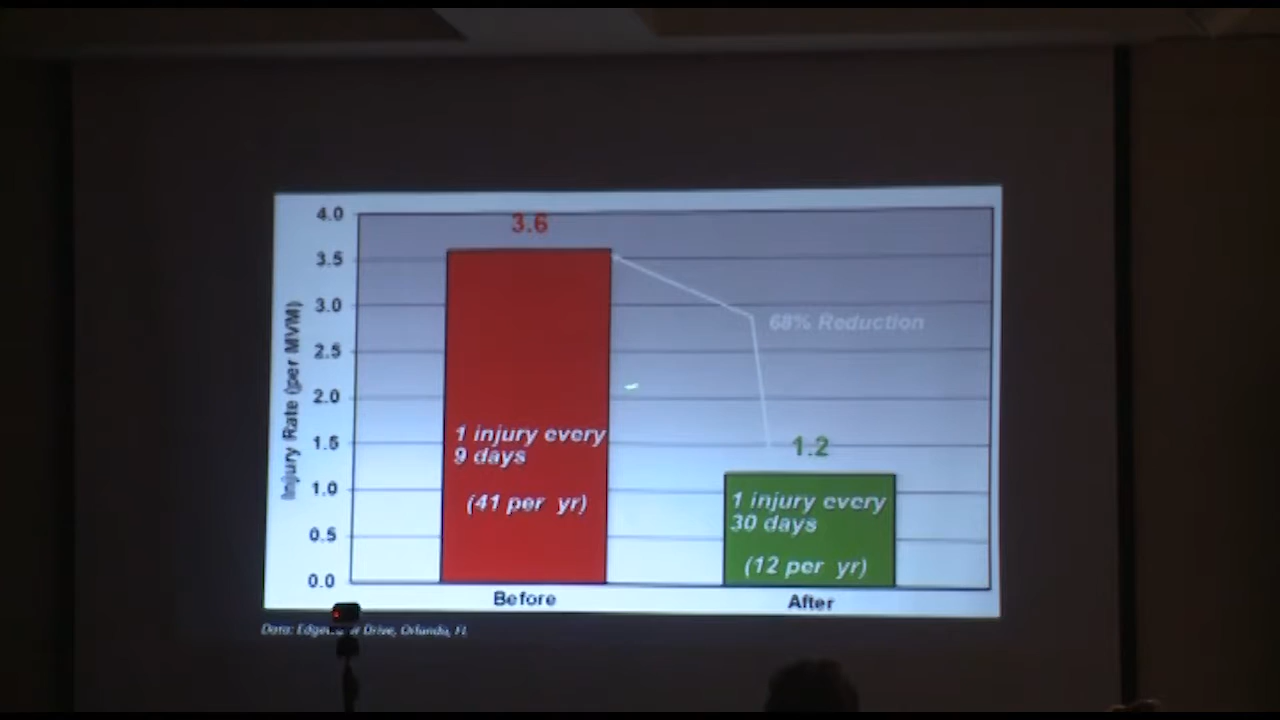 4.0
3.6
3.5
3.0
68% Reduction
2.5
2.0
1.5
1.2
1.0
0.5
0.0
Injury Rate (per MVM)
1 injury every
9 days
(41 per yr)
1 injury every
30 days
(12 per yr)
Before
After
Data: Drive, Orlando, FL